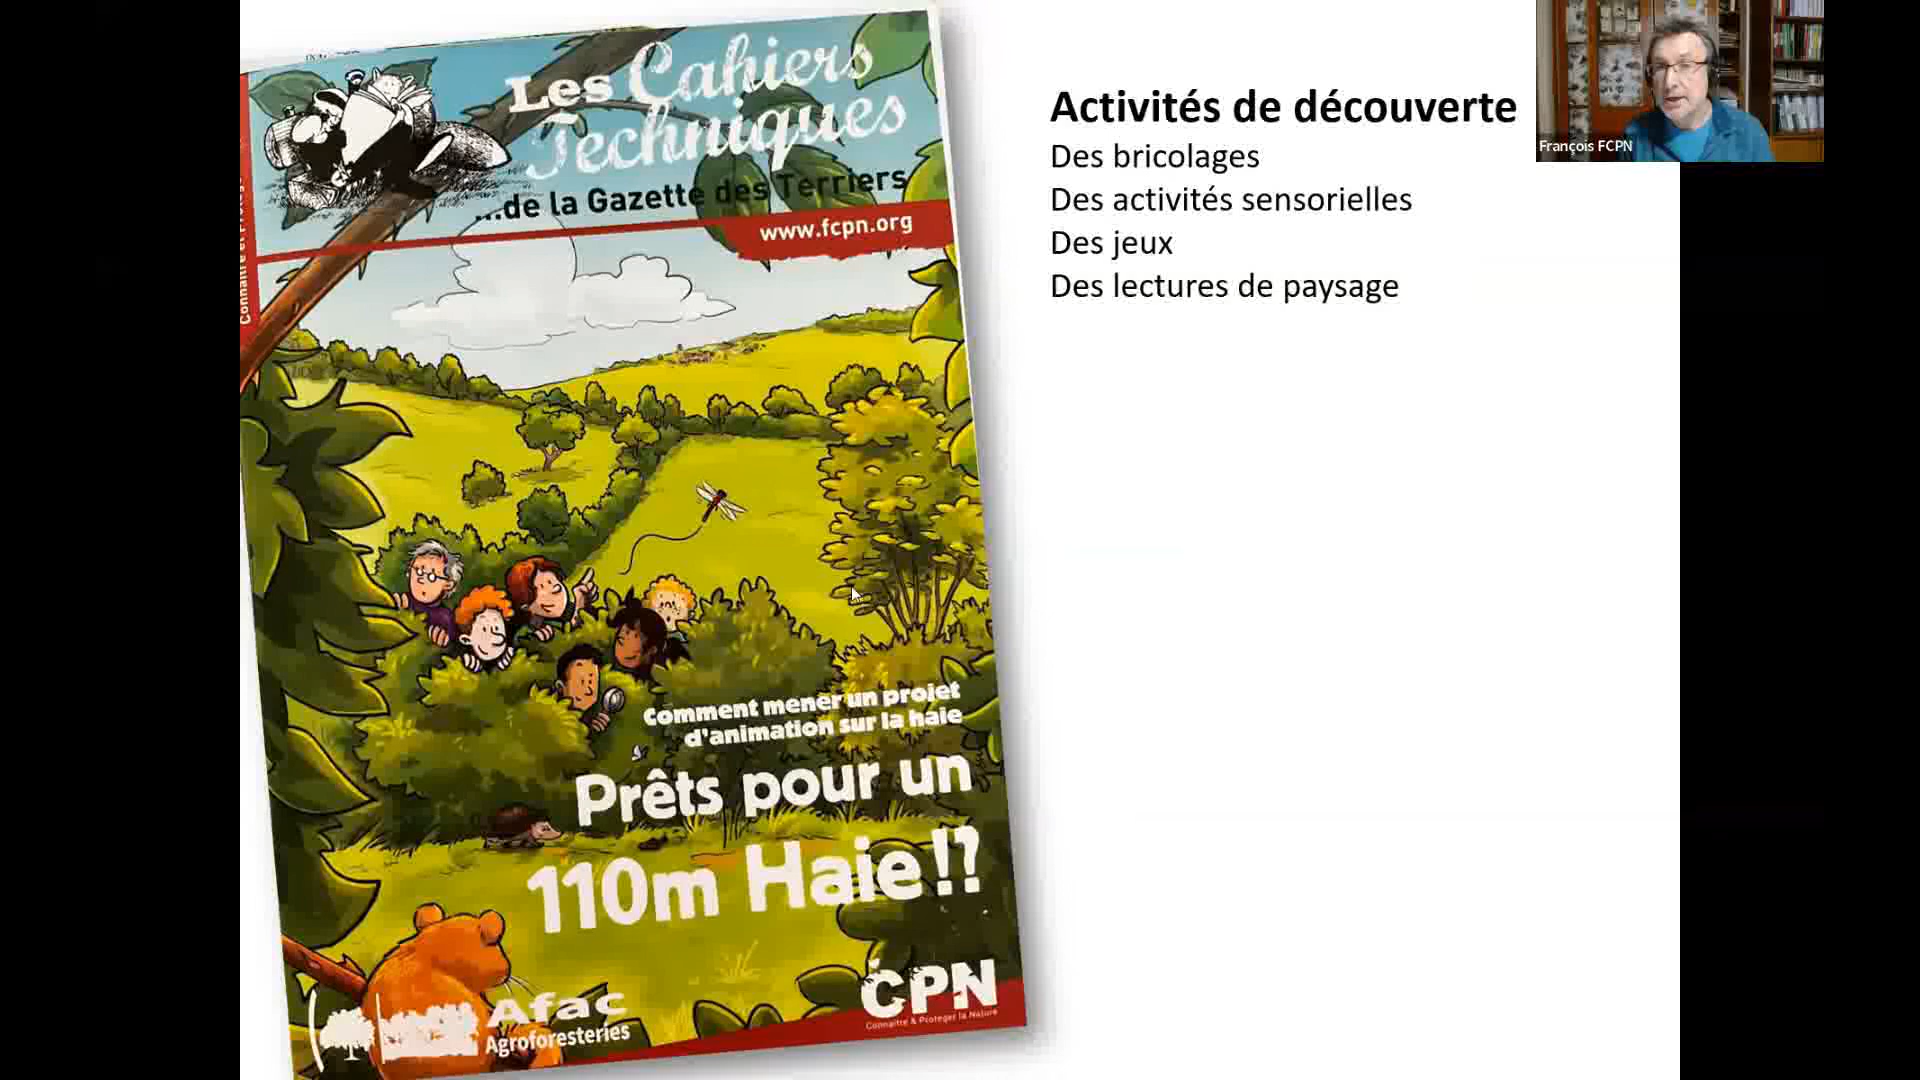 Les Cahiers
Techniques
...de la Gazette des Terriers
www.fcpn.org
Comment mener un projet
d'animation sur la haie
Prêts pour un
110m Haie!?
Afac
Agroforesteries
CPN
Connaître & Protéger la Nature
Activités de découverte
Des bricolages
Des activités sensorielles
Des jeux
Des lectures de paysage
François FCPN